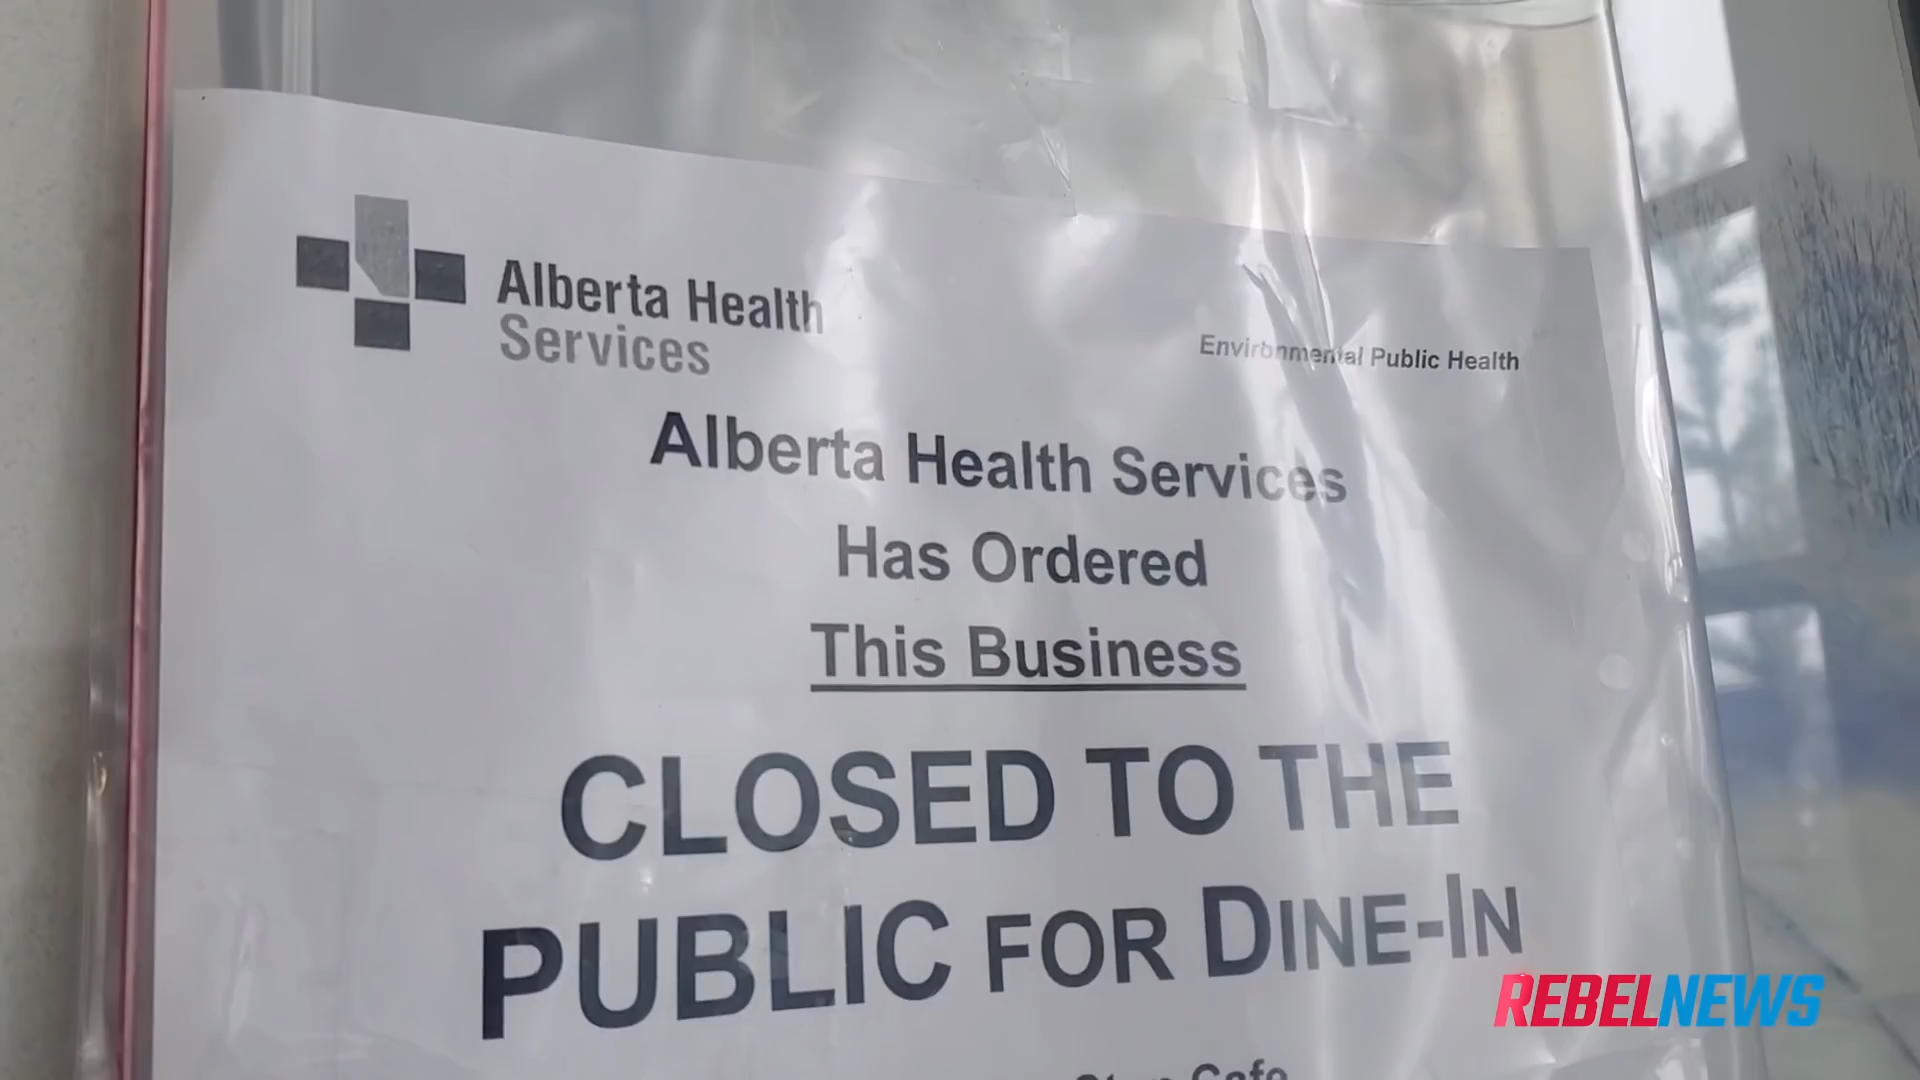 Alberta Health
Services
Environmental Public Health
Alberta Health Services
Has Ordered
This Business
CLOSED TO THE
PUBLIC FOR DINE-IN
Cafe
REBELNEWS